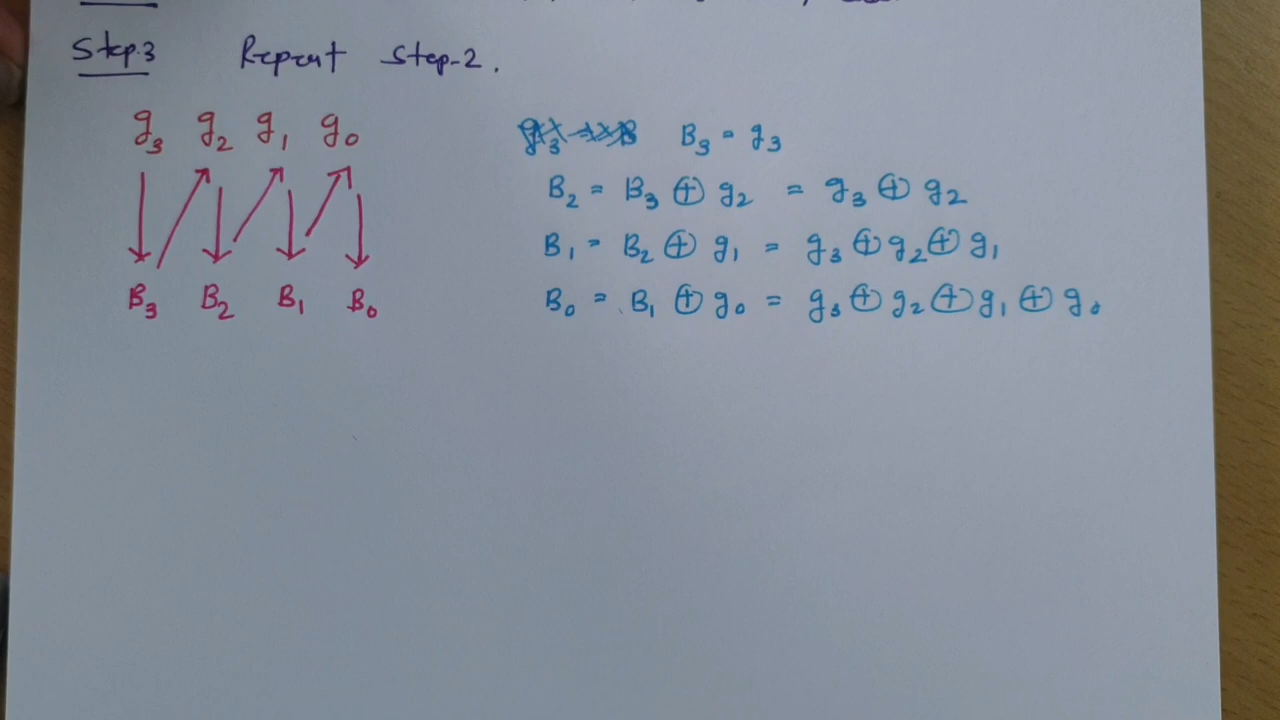 Step.3 Repeat Step-2.
g₃ g₂ g₁ g₀
B₃ B₂ B₁ B₀
B₃ = g₃
B₂ = B₃ ⊕ g₂ = g₃ ⊕ g₂
B₁ = B₂ ⊕ g₁ = g₃ ⊕ g₂ ⊕ g₁
B₀ = B₁ ⊕ g₀ = g₃ ⊕ g₂ ⊕ g₁ ⊕ g₀